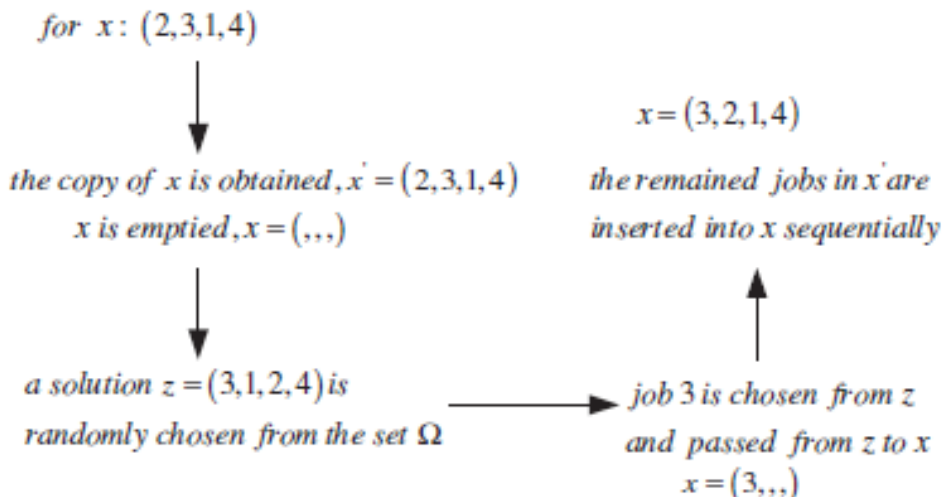 for x: (2,3,1,4)
the copy of x is obtained, x' = (2,3,1,4)
x is emptied, x = (,,,)
a solution z = (3,1,2,4) is
randomly chosen from the set Ω
job 3 is chosen from z
and passed from z to x
x = (3,,,)
x = (3,2,1,4)
the remained jobs in x' are
inserted into x sequentially